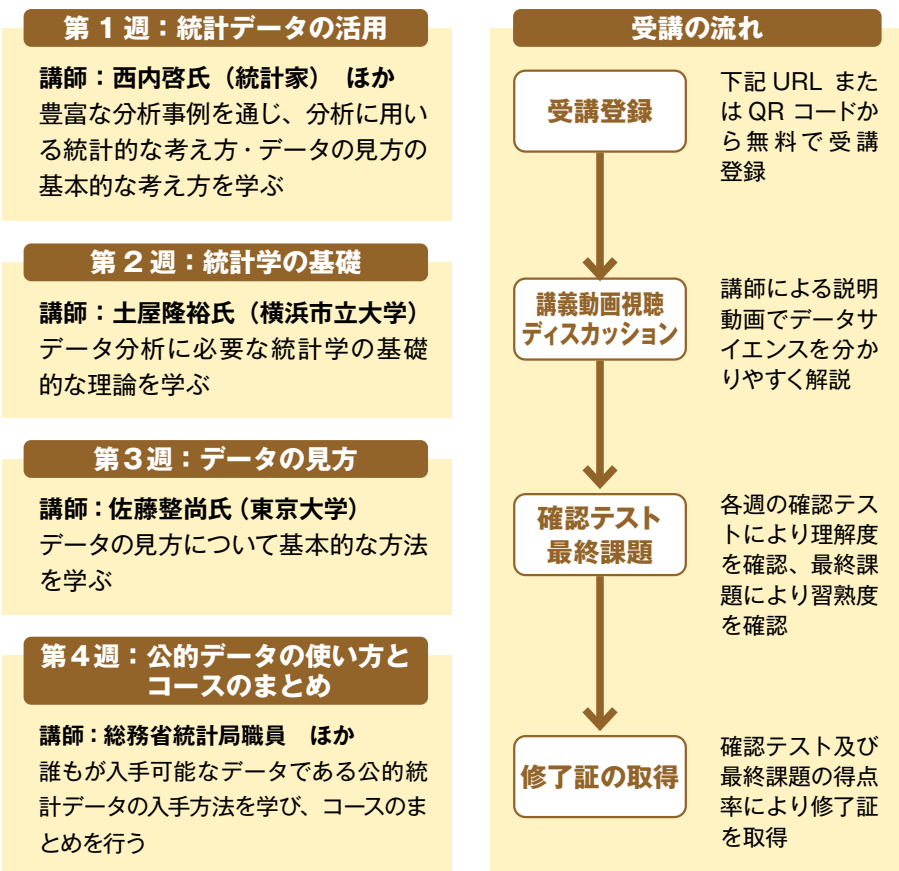 第1週：統計データの活用
講師：西内啓氏（統計家）　ほか
豊富な分析事例を通じ、分析に用い
る統計的な考え方・データの見方の
基本的な考え方を学ぶ
第2週：統計学の基礎
講師：土屋隆裕氏（横浜市立大学）
データ分析に必要な統計学の基礎
的な理論を学ぶ
第3週：データの見方
講師：佐藤整尚氏（東京大学）
データの見方について基本的な方法
を学ぶ
第4週：公的データの使い方と
コースのまとめ
講師：総務省統計局職員　ほか
誰もが入手可能なデータである公的統
計データの入手方法を学び、コースのま
とめを行う
受講の流れ
受講登録
下記 URL また
は QR コードか
ら無料で受講
登録
講義動画視聴
ディスカッション
講師による説明
動画でデータサ
イエンスを分か
りやすく解説
確認テスト
最終課題
各週の確認テス
トにより理解度
を確認、最終課
題により習熟度
を確認
修了証の取得
確認テスト及び
最終課題の得点
率により修了証
を取得